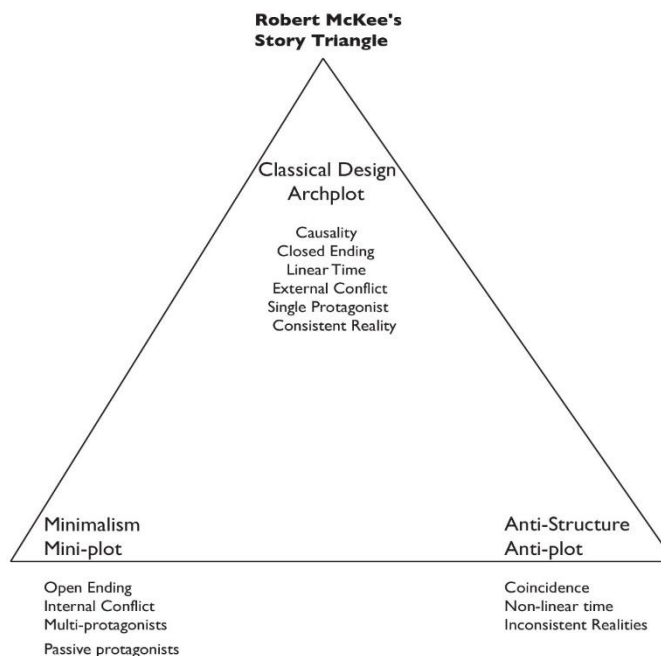 Robert McKee's
Story Triangle
Classical Design
Archplot
Causality
Closed Ending
Linear Time
External Conflict
Single Protagonist
Consistent Reality
Minimalism
Mini-plot
Open Ending
Internal Conflict
Multi-protagonists
Passive protagonists
Anti-Structure
Anti-plot
Coincidence
Non-linear time
Inconsistent Realities